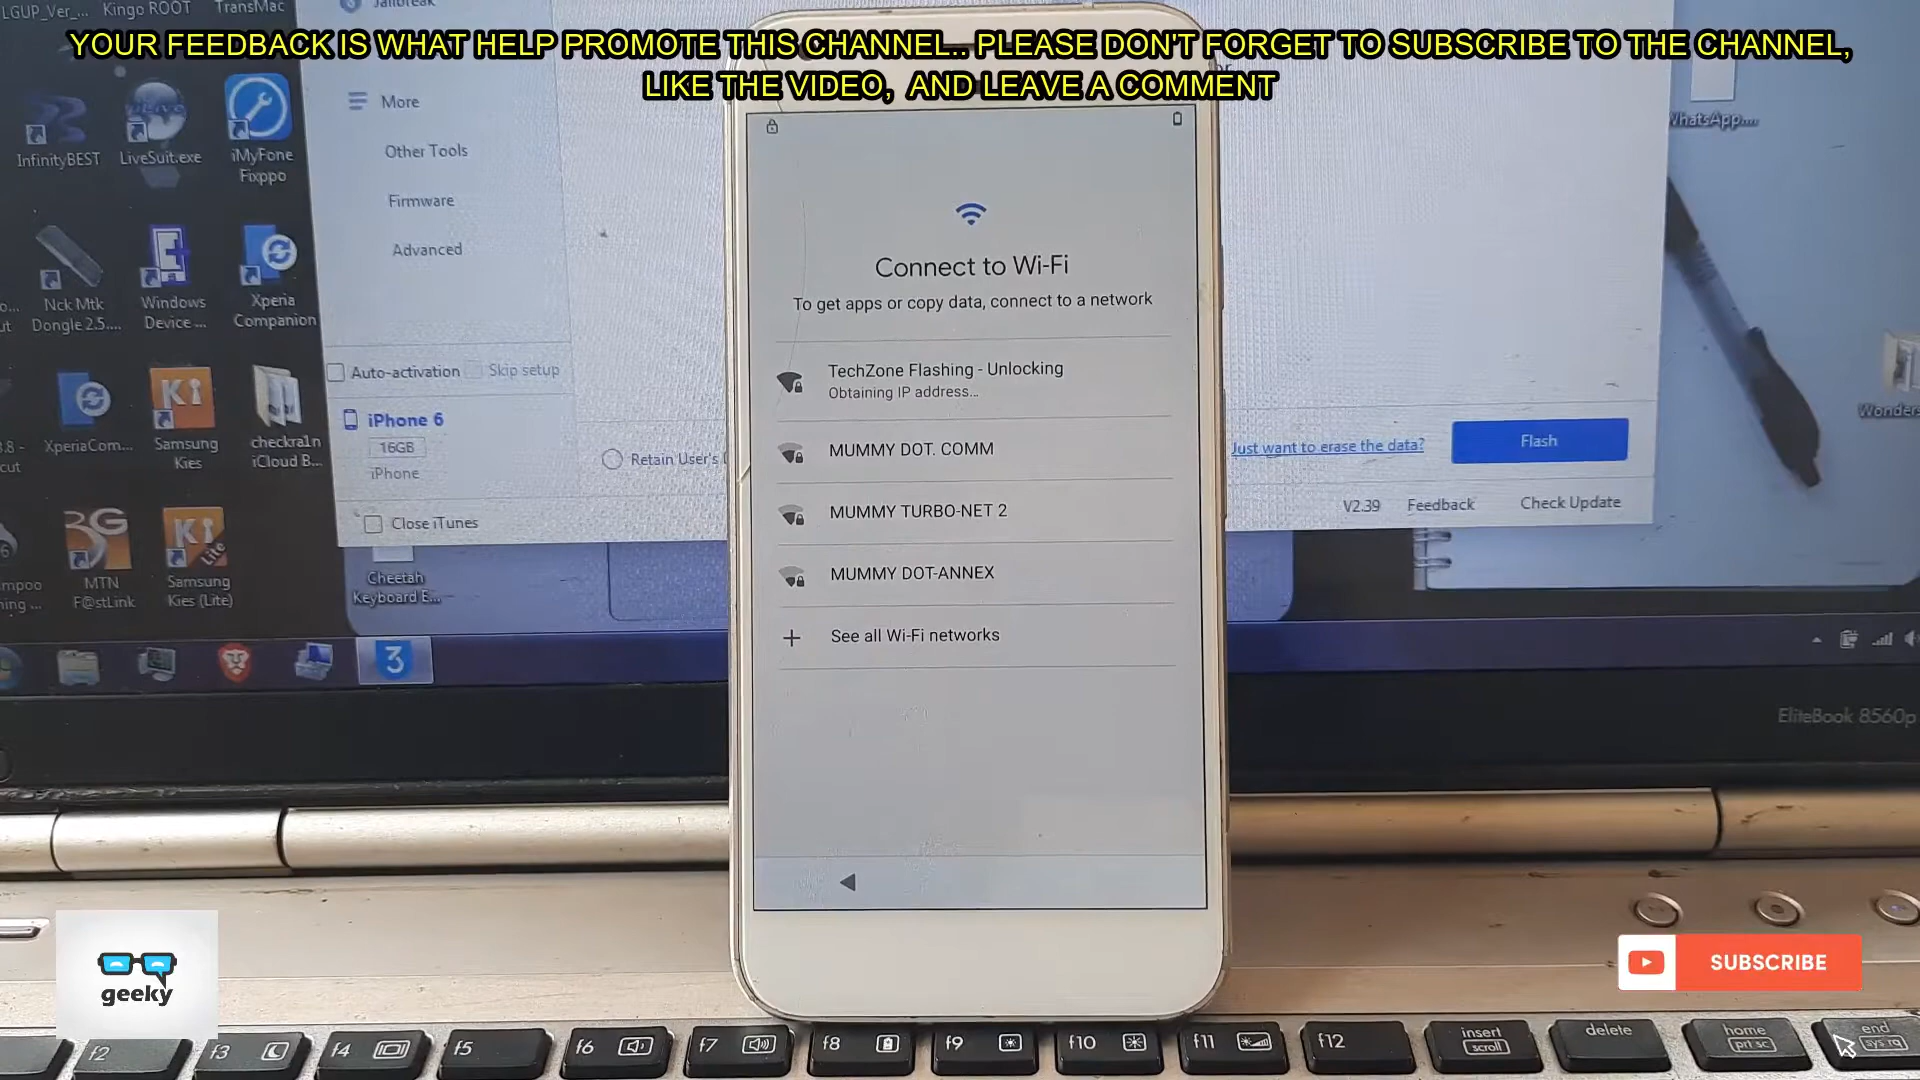 LGUP_Ver_... Kingo ROOT TransMac
Jailbreak
YOUR FEEDBACK IS WHAT HELP PROMOTE THIS CHANNEL.. PLEASE DON'T FORGET TO SUBSCRIBE TO THE CHANNEL,
LIKE THE VIDEO, AND LEAVE A COMMENT
More
Other Tools
Firmware
Advanced
InfinityBEST
LiveSuit.exe
iMyFone
Fixppo
Nck Mtk
Dongle 2.5....
Windows
Device ...
Xperia
Companion
XperiaCom...
Samsung
Kies
checkra1n
iCloud B...
3G
MTN
F@stLink
Samsung
Kies (Lite)
Lite
Auto-activation
Skip setup
iPhone 6
16GB
iPhone
Retain User's
Close iTunes
Cheetah
Keyboard E...
Connect to Wi-Fi
To get apps or copy data, connect to a network
TechZone Flashing - Unlocking
Obtaining IP address...
MUMMY DOT. COMM
MUMMY TURBO-NET 2
MUMMY DOT-ANNEX
See all Wi-Fi networks
WhatsApp....
Just want to erase the data?
Flash
V2.39
Feedback
Check Update
3
EliteBook 8560p
geeky
SUBSCRIBE
f2
f3
f4
f5
f6
f7
f8
f9
f10
f11
f12
insert
scroll
delete
home
prt sc
end
sys rq